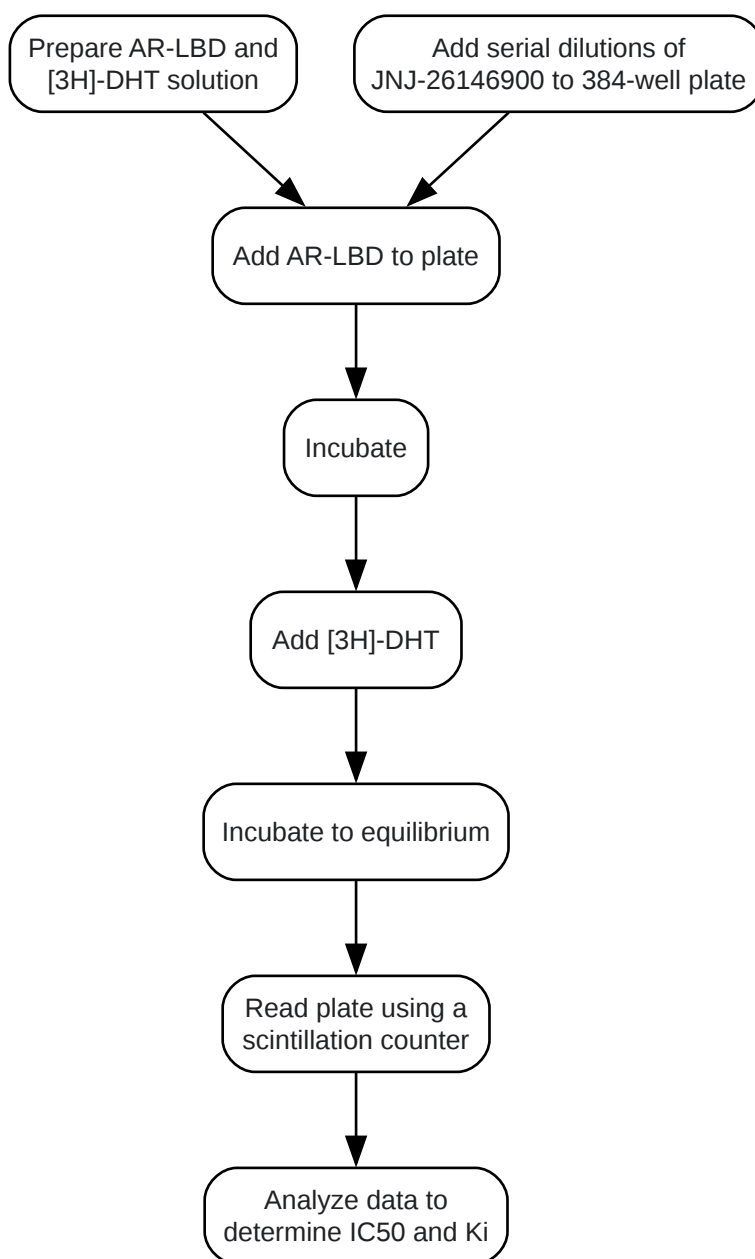 Prepare AR-LBD and
[3H]-DHT solution
Add serial dilutions of
JNJ-26146900 to 384-well plate
Add AR-LBD to plate
Incubate
Add [3H]-DHT
Incubate to equilibrium
Read plate using a
scintillation counter
Analyze data to
determine IC50 and Ki